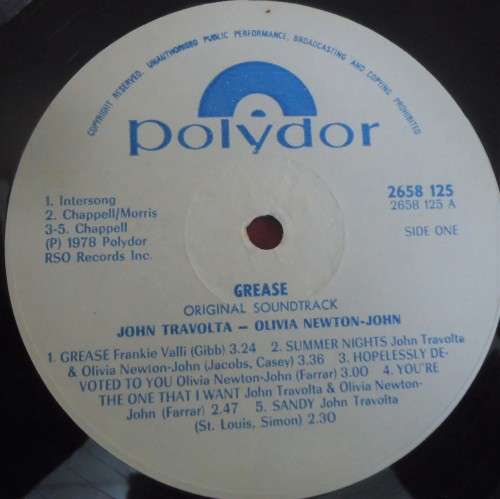 COPYRIGHT RESERVED, UNAUTHORISED PUBLIC PERFORMANCE, BROADCASTING AND COPYING PROHIBITED
polydor
1. Intersong
2. Chappell/Morris
3-5. Chappell
(P) 1978 Polydor
RSO Records Inc.
2658 125
2658 125 A
SIDE ONE
GREASE
ORIGINAL SOUNDTRACK
JOHN TRAVOLTA – OLIVIA NEWTON-JOHN
1 GREASE Frankie Valli (Gibb) 3.24 2. SUMMER NIGHTS John Travolta
& Olivia Newton-John (Jacobs, Casey) 3.36 3. HOPELESSLY DE-
VOTED TO YOU Olivia Newton-John (Farrar) 3.00 4. YOU'RE
THE ONE THAT I WANT John Travolta & Olivia Newton-
John (Farrar) 2.47 5. SANDY John Travolta
(St. Louis, Simon) 2.30